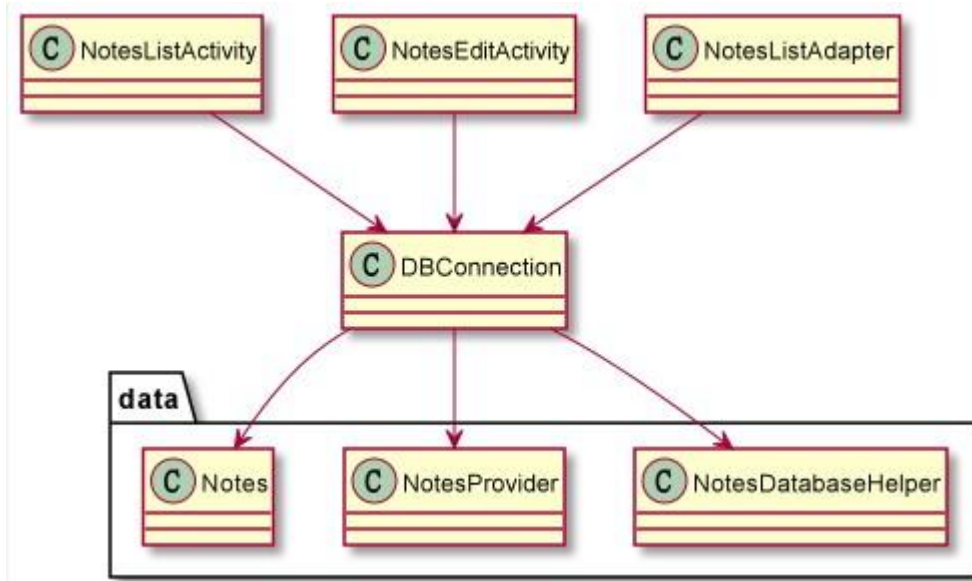 C NotesListActivity
C NotesEditActivity
C NotesListAdapter
C DBConnection
data
C Notes
C NotesProvider
C NotesDatabaseHelper